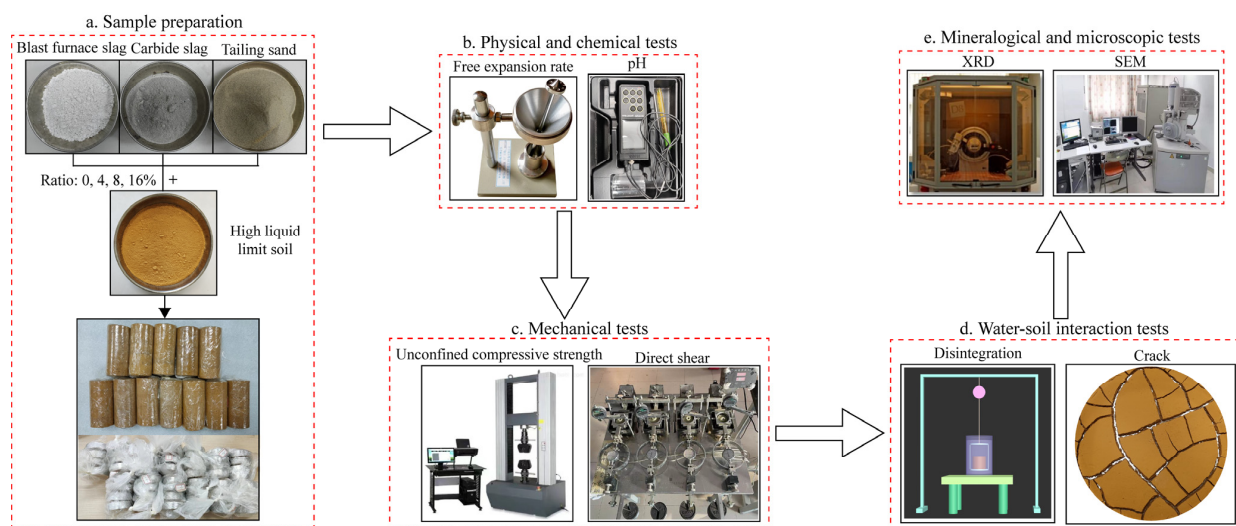 a. Sample preparation
Blast furnace slag Carbide slag Tailing sand
Ratio: 0, 4, 8, 16% +
High liquid
limit soil
b. Physical and chemical tests
Free expansion rate pH
c. Mechanical tests
Unconfined compressive strength Direct shear
d. Water-soil interaction tests
Disintegration Crack
e. Mineralogical and microscopic tests
XRD SEM